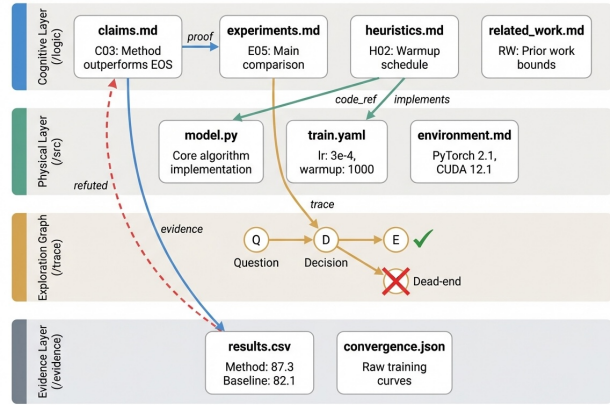 Cognitive Layer
(/logic)
claims.md
C03: Method
outperforms EOS
proof
experiments.md
E05: Main
comparison
heuristics.md
H02: Warmup
schedule
related_work.md
RW: Prior work
bounds
code_ref
implements
Physical Layer
(/src)
model.py
Core algorithm
implementation
train.yaml
lr: 3e-4,
warmup: 1000
environment.md
PyTorch 2.1,
CUDA 12.1
refuted
evidence
trace
Exploration Graph
(/trace)
Q
D
E
Question
Decision
Dead-end
Evidence Layer
(/evidence)
results.csv
Method: 87.3
Baseline: 82.1
convergence.json
Raw training
curves